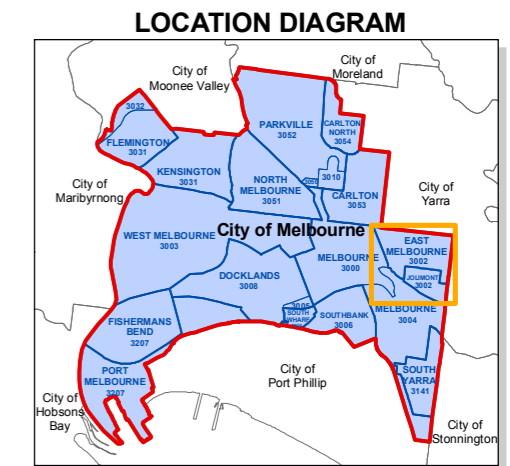 LOCATION DIAGRAM
City of
Moonee Valley
City of
Moreland
3032
FLEMINGTON
3031
PARKVILLE
3052
CARLTON
NORTH
3054
KENSINGTON
3031
NORTH
MELBOURNE
3051
3010
CARLTON
3053
City of
Maribyrnong
City of
Yarra
WEST MELBOURNE
3003
City of Melbourne
MELBOURNE
3000
EAST
MELBOURNE
3002
JOLIMONT
3002
DOCKLANDS
3008
3005
SOUTH
WHARF
SOUTHBANK
3006
MELBOURNE
3004
FISHERMANS
BEND
3207
PORT
MELBOURNE
3207
SOUTH
YARRA
3141
City of
Port Phillip
City of
Hobsons
Bay
City of
Stonnington